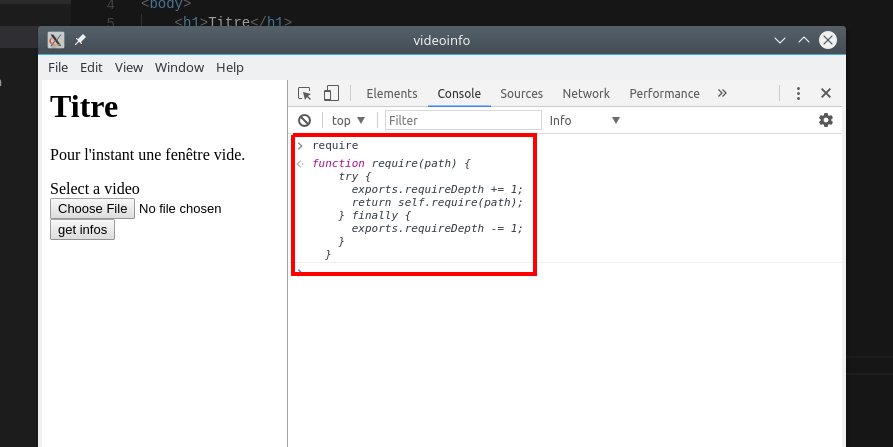 4 <body>
5 <h1>Titre</h1>
videoinfo
File Edit View Window Help
Elements Console Sources Network Performance »
top ▼ Filter Info ▼
Titre
Pour l'instant une fenêtre vide.
Select a video
Choose File No file chosen
get infos
> require
function require(path) {
try {
exports.requireDepth += 1;
return self.require(path);
} finally {
exports.requireDepth -= 1;
}
}